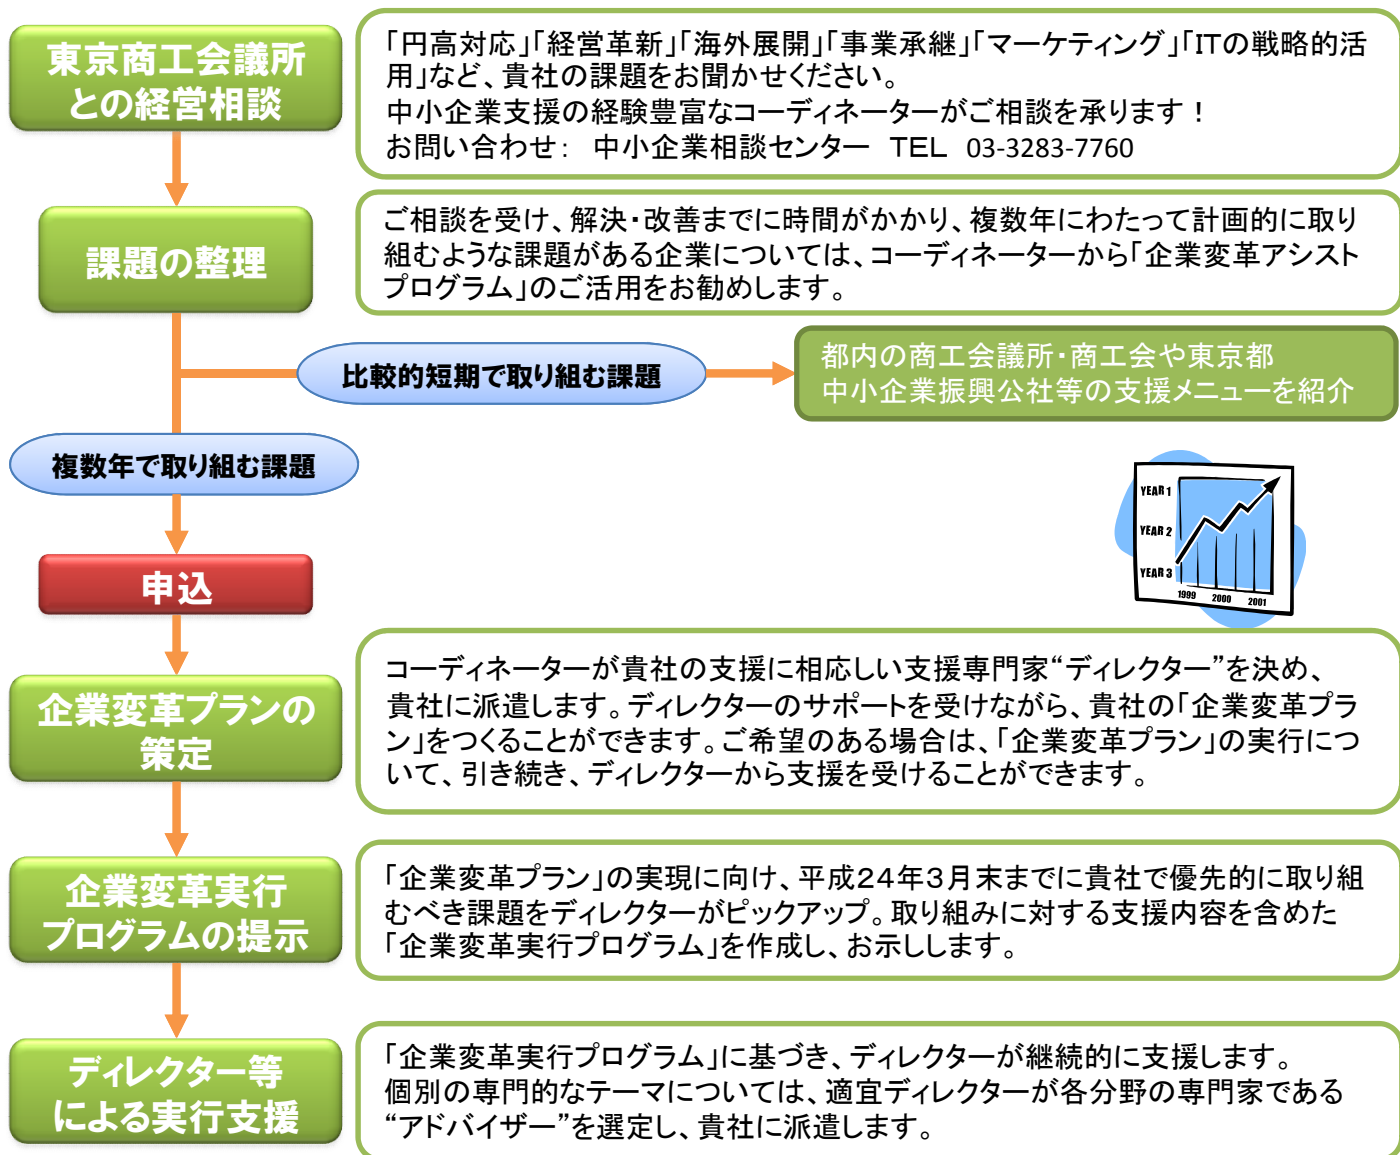 東京商工会議所
との経営相談
「円高対応」「経営革新」「海外展開」「事業承継」「マーケティング」「ITの戦略的活
用」など、貴社の課題をお聞かせください。
中小企業支援の経験豊富なコーディネーターがご相談を承ります！
お問い合わせ： 中小企業相談センター TEL 03-3283-7760
課題の整理
ご相談を受け、解決・改善までに時間がかかり、複数年にわたって計画的に取り
組むような課題がある企業については、コーディネーターから「企業変革アシスト
プログラム」のご活用をお勧めします。
比較的短期で取り組む課題
都内の商工会議所・商工会や東京都
中小企業振興公社等の支援メニューを紹介
複数年で取り組む課題
YEAR 1
YEAR 2
YEAR 3
1999 2000 2001
申込
企業変革プランの
策定
コーディネーターが貴社の支援に相応しい支援専門家“ディレクター”を決め、
貴社に派遣します。ディレクターのサポートを受けながら、貴社の「企業変革プラ
ン」をつくることができます。ご希望のある場合は、「企業変革プラン」の実行につ
いて、引き続き、ディレクターから支援を受けることができます。
企業変革実行
プログラムの提示
「企業変革プラン」の実現に向け、平成２４年３月末までに貴社で優先的に取り組
むべき課題をディレクターがピックアップ。取り組みに対する支援内容を含めた
「企業変革実行プログラム」を作成し、お示しします。
ディレクター等
による実行支援
「企業変革実行プログラム」に基づき、ディレクターが継続的に支援します。
個別の専門的なテーマについては、適宜ディレクターが各分野の専門家である
“アドバイザー”を選定し、貴社に派遣します。